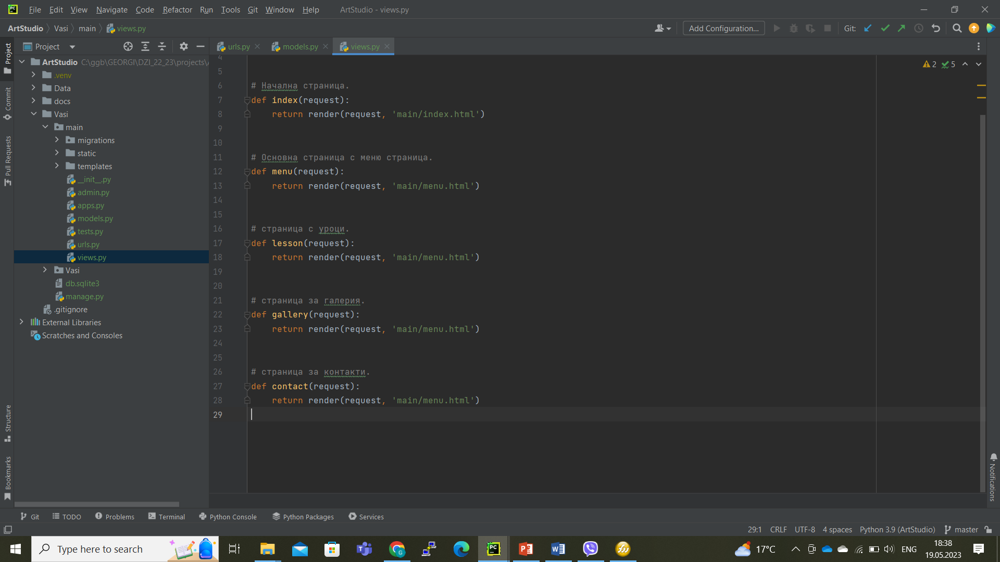 File Edit View Navigate Code Refactor Run Tools Git Window Help ArtStudio - views.py
ArtStudio Vasi main views.py Add Configuration... Git:
Project urls.py models.py views.py
Project
Commit
Pull Requests
Structure
Bookmarks
ArtStudio C:\ggb\GEORGI\DZI_22_23\projects\
.venv
Data
docs
Vasi
main
migrations
static
templates
__init__.py
admin.py
apps.py
models.py
tests.py
urls.py
views.py
Vasi
db.sqlite3
manage.py
.gitignore
External Libraries
Scratches and Consoles
2 5
4
5
6 # Начална страница.
7 def index(request):
8 return render(request, 'main/index.html')
9
10
11 # Основна страница с меню страница.
12 def menu(request):
13 return render(request, 'main/menu.html')
14
15
16 # страница с уроци.
17 def lesson(request):
18 return render(request, 'main/menu.html')
19
20
21 # страница за галерия.
22 def gallery(request):
23 return render(request, 'main/menu.html')
24
25
26 # страница за контакти.
27 def contact(request):
28 return render(request, 'main/menu.html')
29
Notifications
Git TODO Problems Terminal Python Console Python Packages Services
29:1 CRLF UTF-8 4 spaces Python 3.9 (ArtStudio) master
Type here to search 17°C ENG 18:38
19.05.2023